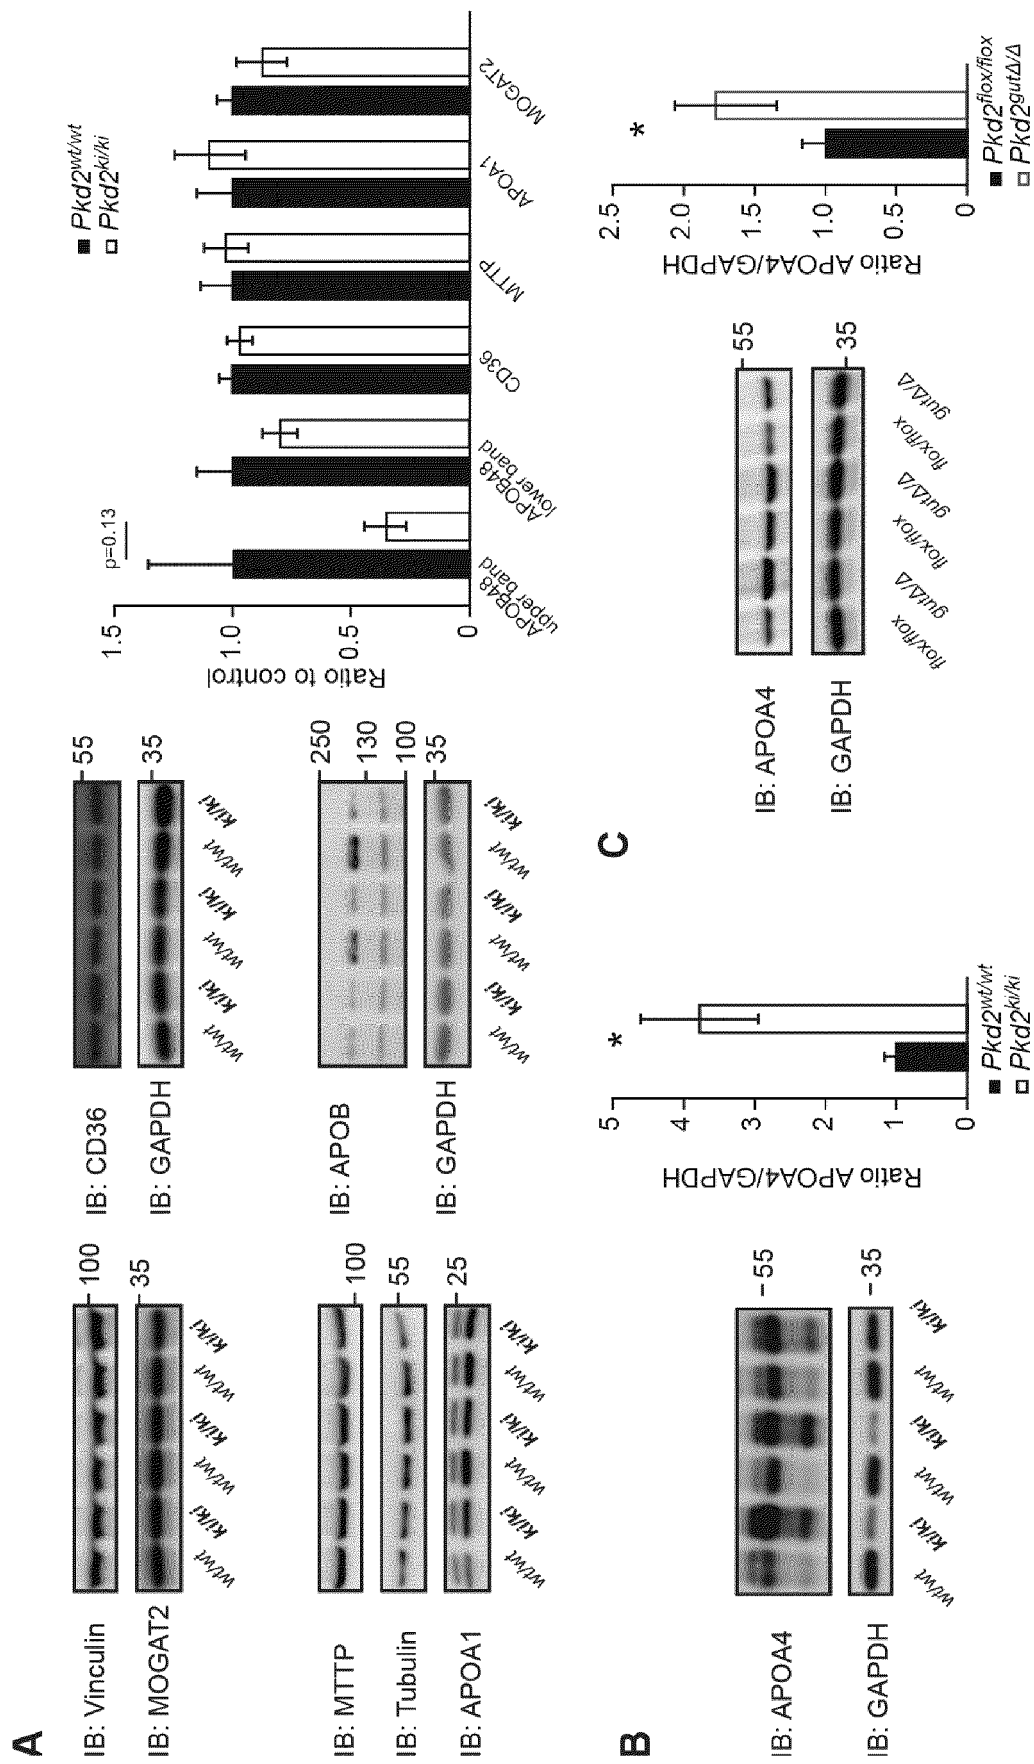 A
IB: Vinculin
100
IB: MOGAT2
35
wt/wt ki/ki wt/wt ki/ki wt/wt ki/ki
IB: CD36
55
IB: GAPDH
35
wt/wt ki/ki wt/wt ki/ki wt/wt ki/ki
IB: MTTP
100
IB: Tubulin
55
IB: APOA1
25
wt/wt ki/ki wt/wt ki/ki wt/wt ki/ki
IB: APOB
250
130
100
IB: GAPDH
35
wt/wt ki/ki wt/wt ki/ki wt/wt ki/ki
Pkd2wt/wt
Pkd2ki/ki
p=0.13
Ratio to control
1.5
1.0
0.5
0
APOB48
upper band
APOB48
lower band
CD36
MTTP
APOA1
MOGAT2
B
IB: APOA4
55
IB: GAPDH
35
wt/wt ki/ki wt/wt ki/ki wt/wt ki/ki
Ratio APOA4/GAPDH
5
4
3
2
1
0
*
Pkd2wt/wt
Pkd2ki/ki
C
IB: APOA4
55
IB: GAPDH
35
flox/flox gutΔ/Δ flox/flox gutΔ/Δ flox/flox gutΔ/Δ
Ratio APOA4/GAPDH
2.5
2.0
1.5
1.0
0.5
0
*
Pkd2flox/flox
Pkd2gutΔ/Δ